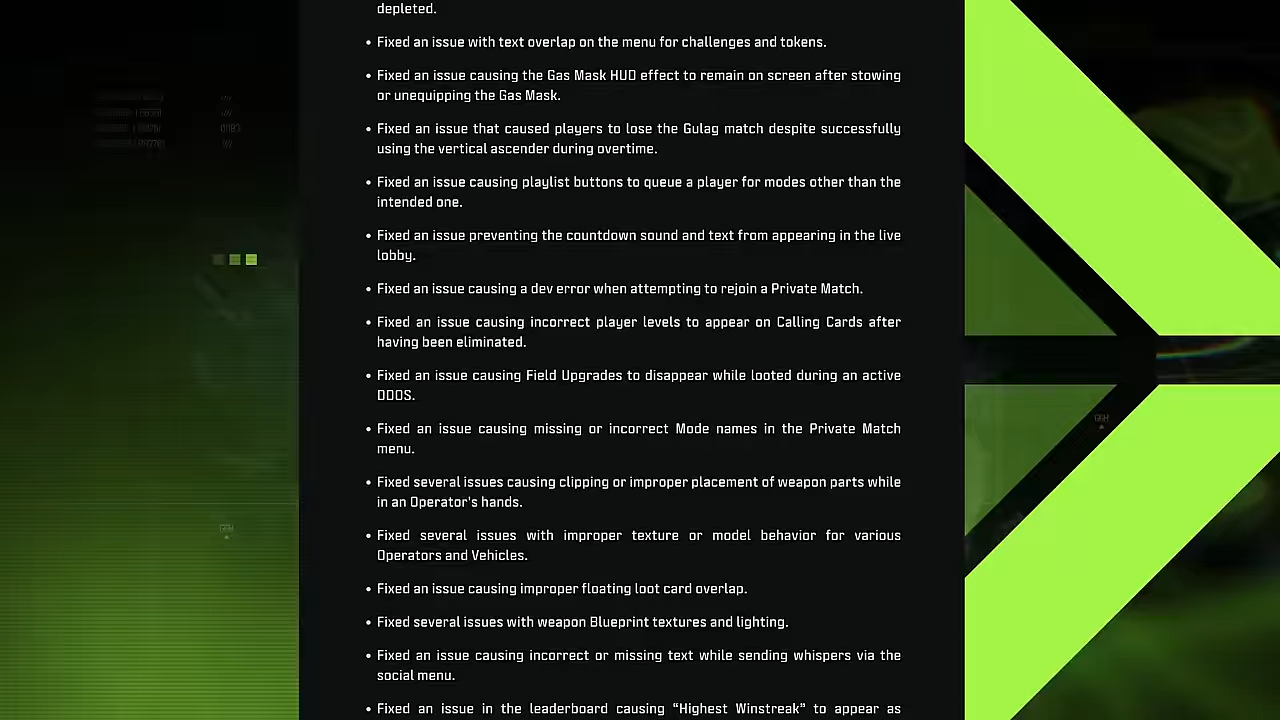 depleted.
• Fixed an issue with text overlap on the menu for challenges and tokens.
• Fixed an issue causing the Gas Mask HUD effect to remain on screen after stowing
or unequipping the Gas Mask.
• Fixed an issue that caused players to lose the Gulag match despite successfully
using the vertical ascender during overtime.
• Fixed an issue causing playlist buttons to queue a player for modes other than the
intended one.
• Fixed an issue preventing the countdown sound and text from appearing in the live
lobby.
• Fixed an issue causing a dev error when attempting to rejoin a Private Match.
• Fixed an issue causing incorrect player levels to appear on Calling Cards after
having been eliminated.
• Fixed an issue causing Field Upgrades to disappear while looted during an active
DDOS.
• Fixed an issue causing missing or incorrect Mode names in the Private Match
menu.
• Fixed several issues causing clipping or improper placement of weapon parts while
in an Operator's hands.
• Fixed several issues with improper texture or model behavior for various
Operators and Vehicles.
• Fixed an issue causing improper floating loot card overlap.
• Fixed several issues with weapon Blueprint textures and lighting.
• Fixed an issue causing incorrect or missing text while sending whispers via the
social menu.
• Fixed an issue in the leaderboard causing “Highest Winstreak” to appear as